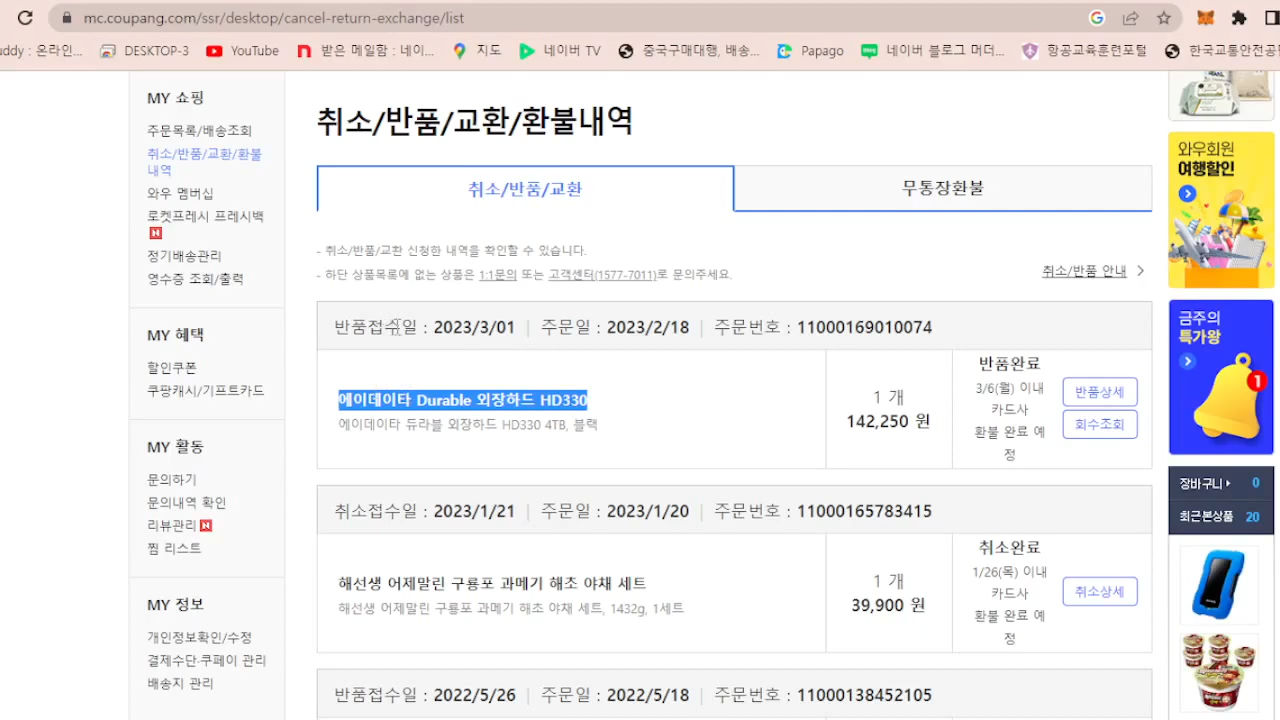 mc.coupang.com/ssr/desktop/cancel-return-exchange/list
uddy : 온라인... DESKTOP-3 YouTube 받은 메일함 : 네이... 지도 네이버 TV 중국구매대행, 배송... Papago 네이버 블로그 머더... 항공교육훈련포털 한국교통안전공단
MY 쇼핑
주문목록/배송조회
취소/반품/교환/환불
내역
와우 멤버십
로켓프레시 프레시백
N
정기배송관리
영수증 조회/출력
MY 혜택
할인쿠폰
쿠팡캐시/기프트카드
MY 활동
문의하기
문의내역 확인
리뷰관리 N
찜 리스트
MY 정보
개인정보확인/수정
결제수단·쿠페이 관리
배송지 관리
취소/반품/교환/환불내역
취소/반품/교환 무통장환불
- 취소/반품/교환 신청한 내역을 확인할 수 있습니다.
- 하단 상품목록에 없는 상품은 1:1문의 또는 고객센터(1577-7011)로 문의주세요.
취소/반품 안내
반품접수일 : 2023/3/01 | 주문일 : 2023/2/18 | 주문번호 : 11000169010074
에이데이타 Durable 외장하드 HD330
에이데이타 듀라블 외장하드 HD330 4TB, 블랙
1 개
142,250 원
반품완료
3/6(월) 이내
카드사
환불 완료 예
정
반품상세
회수조회
취소접수일 : 2023/1/21 | 주문일 : 2023/1/20 | 주문번호 : 11000165783415
해선생 어제말린 구룡포 과메기 해초 야채 세트
해선생 어제말린 구룡포 과메기 해초 야채 세트, 1432g, 1세트
1 개
39,900 원
취소완료
1/26(목) 이내
카드사
환불 완료 예
정
취소상세
반품접수일 : 2022/5/26 | 주문일 : 2022/5/18 | 주문번호 : 11000138452105
와우회원
여행할인
금주의
특가왕
1
장바구니 0
최근본상품 20